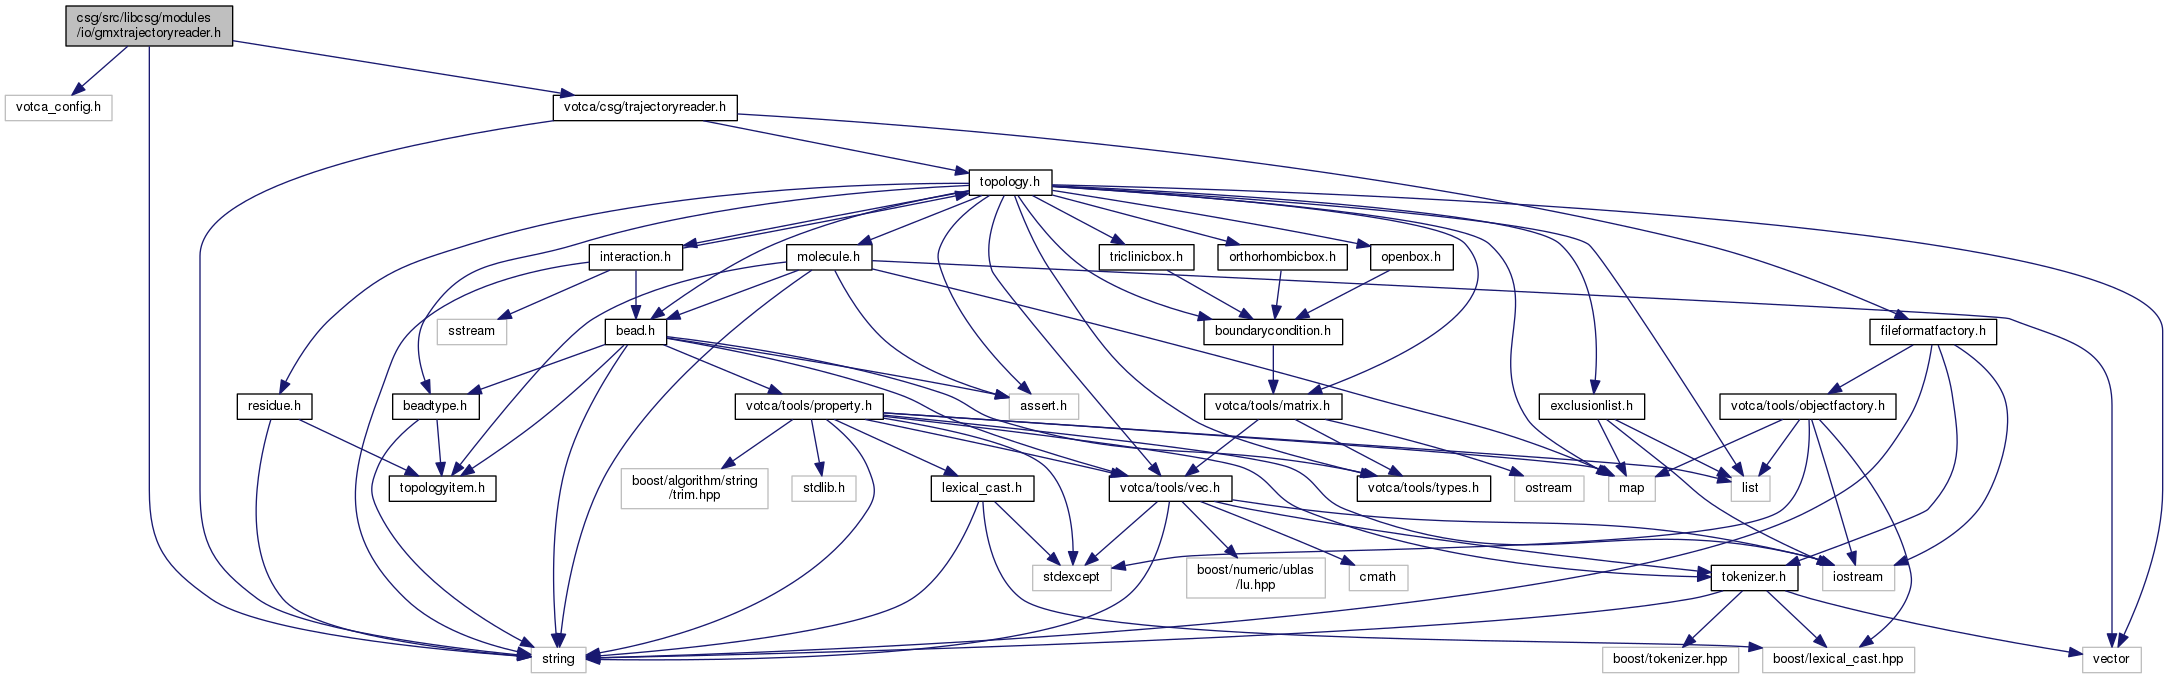 csg/src/libcsg/modules
/io/gmxtrajectoryreader.h
votca_config.h
votca/csg/trajectoryreader.h
topology.h
interaction.h
molecule.h
triclinicbox.h
orthorhombicbox.h
openbox.h
sstream
bead.h
boundarycondition.h
fileformatfactory.h
residue.h
beadtype.h
votca/tools/property.h
assert.h
votca/tools/matrix.h
exclusionlist.h
votca/tools/objectfactory.h
topologyitem.h
boost/algorithm/string
/trim.hpp
stdlib.h
lexical_cast.h
votca/tools/vec.h
votca/tools/types.h
ostream
map
list
stdexcept
boost/numeric/ublas
/lu.hpp
cmath
tokenizer.h
iostream
string
boost/tokenizer.hpp
boost/lexical_cast.hpp
vector